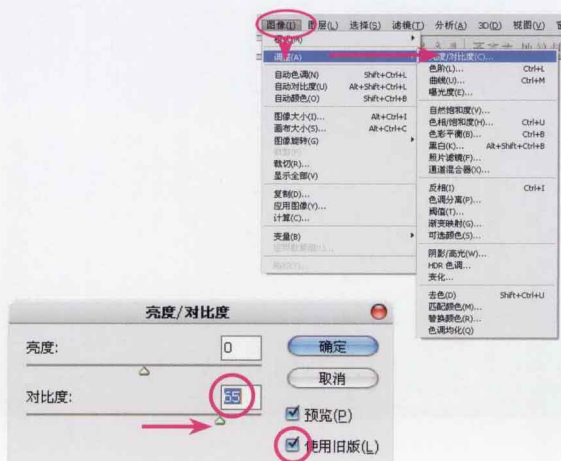 图像(I) 图层(L) 选择(S) 滤镜(T) 分析(A) 3D(D) 视图(V)
模式(M)
调整(A)
自动色调(N) Shift+Ctrl+L
自动对比度(U) Alt+Shift+Ctrl+L
自动颜色(O) Shift+Ctrl+B
图像大小(I)... Alt+Ctrl+I
画布大小(S)... Alt+Ctrl+C
图像旋转(G)
裁切(R)...
显示全部(V)
复制(D)...
应用图像(Y)...
计算(C)...
变量(B)
亮度/对比度(C)...
色阶(L)... Ctrl+L
曲线(U)... Ctrl+M
曝光度(E)...
自然饱和度(V)...
色相/饱和度(H)... Ctrl+U
色彩平衡(B)... Ctrl+B
黑白(K)... Alt+Shift+Ctrl+B
照片滤镜(F)...
通道混合器(X)...
反相(I) Ctrl+I
色调分离(P)...
阈值(T)...
渐变映射(G)...
可选颜色(S)...
阴影/高光(W)...
HDR 色调...
变化...
去色(D) Shift+Ctrl+U
匹配颜色(M)...
替换颜色(R)...
色调均化(Q)
亮度/对比度
亮度: 0 确定
取消
对比度: 65
预览(P)
使用旧版(L)